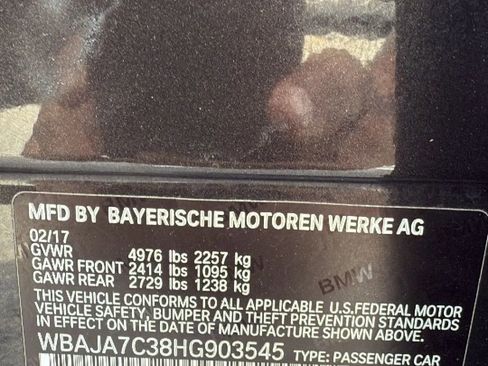 MFD BY BAYERISCHE MOTOREN WERKE AG
02/17
GVWR 4976 lbs 2257 kg
GAWR FRONT 2414 lbs 1095 kg
GAWR REAR 2729 lbs 1238 kg
BMW
THIS VEHICLE CONFORMS TO ALL APPLICABLE U.S.FEDERAL MOTOR
VEHICLE SAFETY, BUMPER AND THEFT PREVENTION STANDARDS
IN EFFECT ON THE DATE OF MANUFACTURE SHOWN ABOVE.
WBAJA7C38HG903545 TYPE: PASSENGER CAR